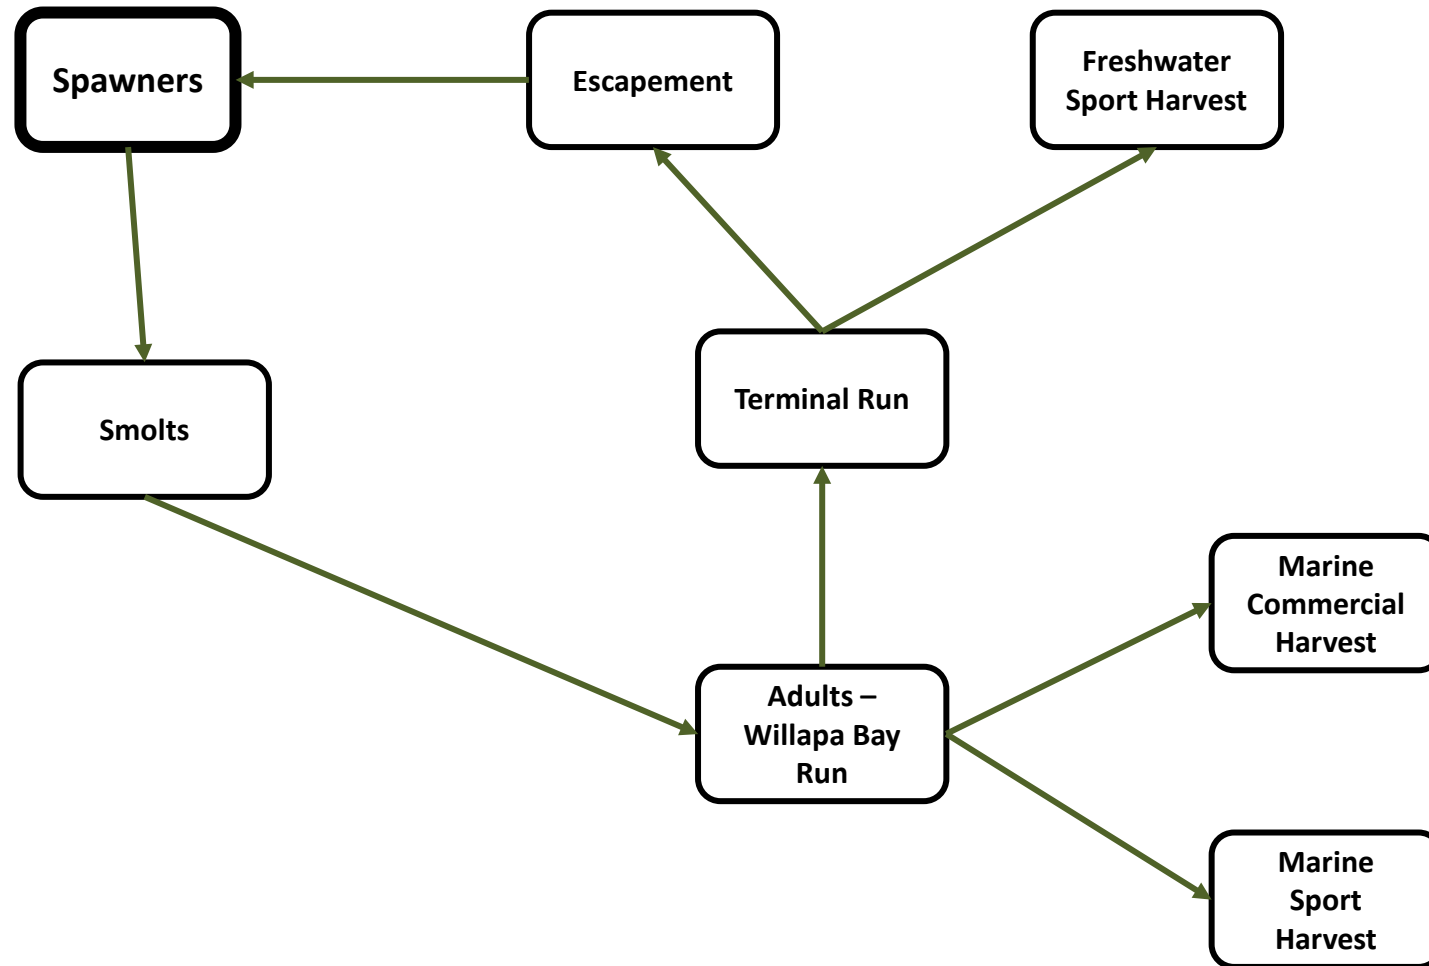 Spawners
Escapement
Freshwater
Sport Harvest
Smolts
Terminal Run
Adults –
Willapa Bay
Run
Marine
Commercial
Harvest
Marine
Sport
Harvest